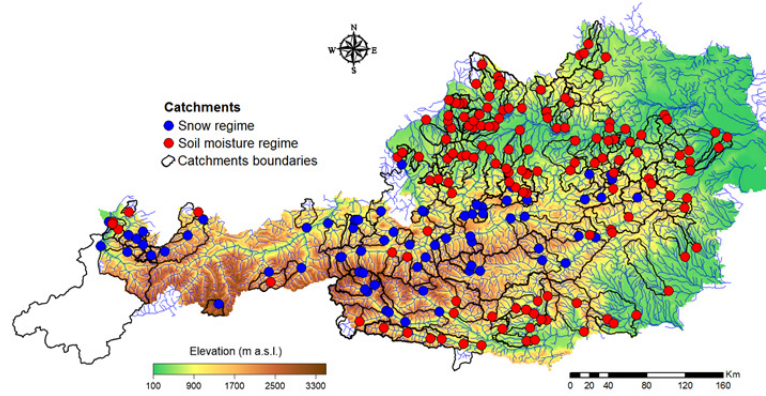 N
W E
S
Catchments
Snow regime
Soil moisture regime
Catchments boundaries
Elevation (m a.s.l.)
100 900 1700 2500 3300
Km
0 20 40 80 120 160